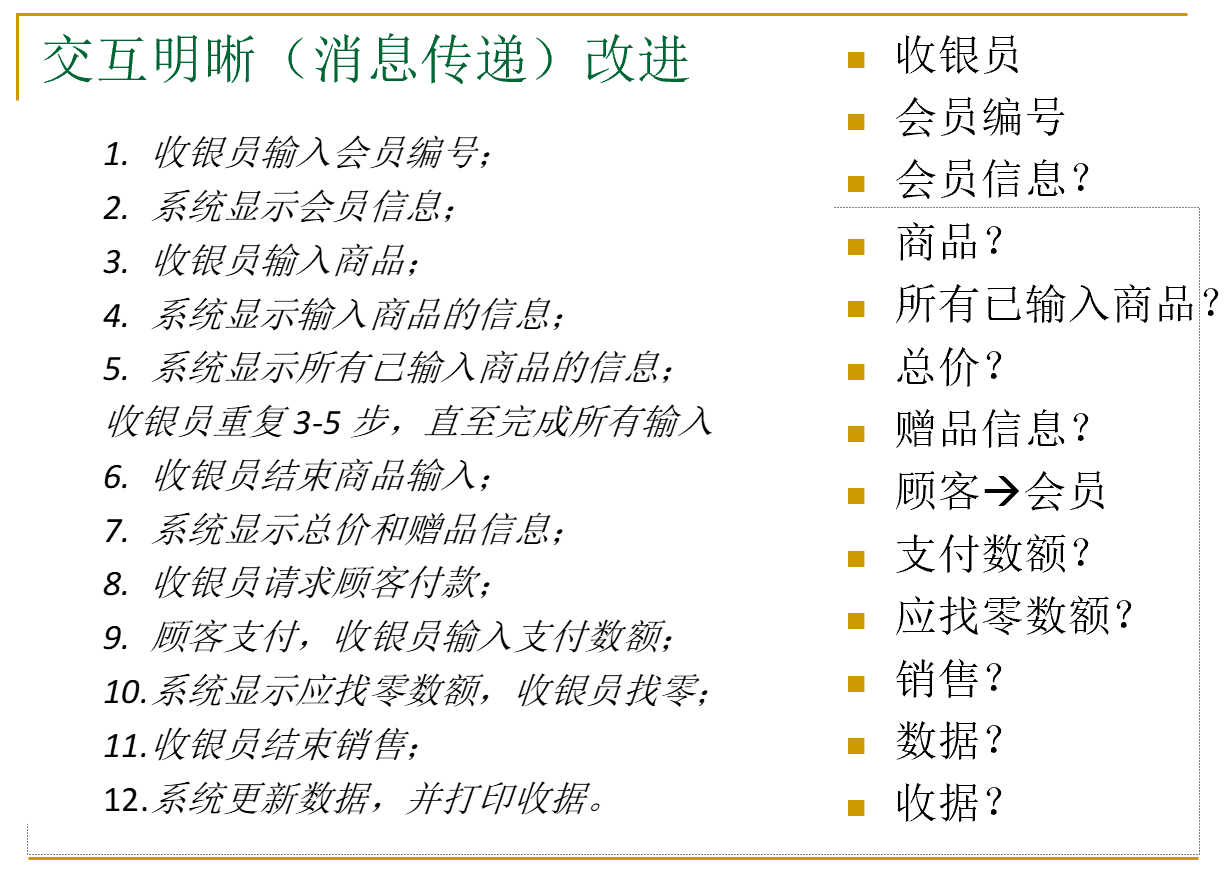 交互明晰（消息传递）改进
1. 收银员输入会员编号；
2. 系统显示会员信息；
3. 收银员输入商品；
4. 系统显示输入商品的信息；
5. 系统显示所有已输入商品的信息；
收银员重复 3-5 步，直至完成所有输入
6. 收银员结束商品输入；
7. 系统显示总价和赠品信息；
8. 收银员请求顾客付款；
9. 顾客支付，收银员输入支付数额；
10. 系统显示应找零数额，收银员找零；
11. 收银员结束销售；
12. 系统更新数据，并打印收据。
收银员
会员编号
会员信息？
商品？
所有已输入商品？
总价？
赠品信息？
顾客→会员
支付数额？
应找零数额？
销售？
数据？
收据？